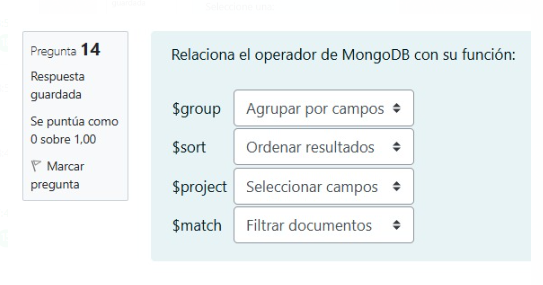 Pregunta 14
Respuesta
guardada
Se puntúa como
0 sobre 1,00
Marcar
pregunta
Relaciona el operador de MongoDB con su función:
$group Agrupar por campos
$sort Ordenar resultados
$project Seleccionar campos
$match Filtrar documentos